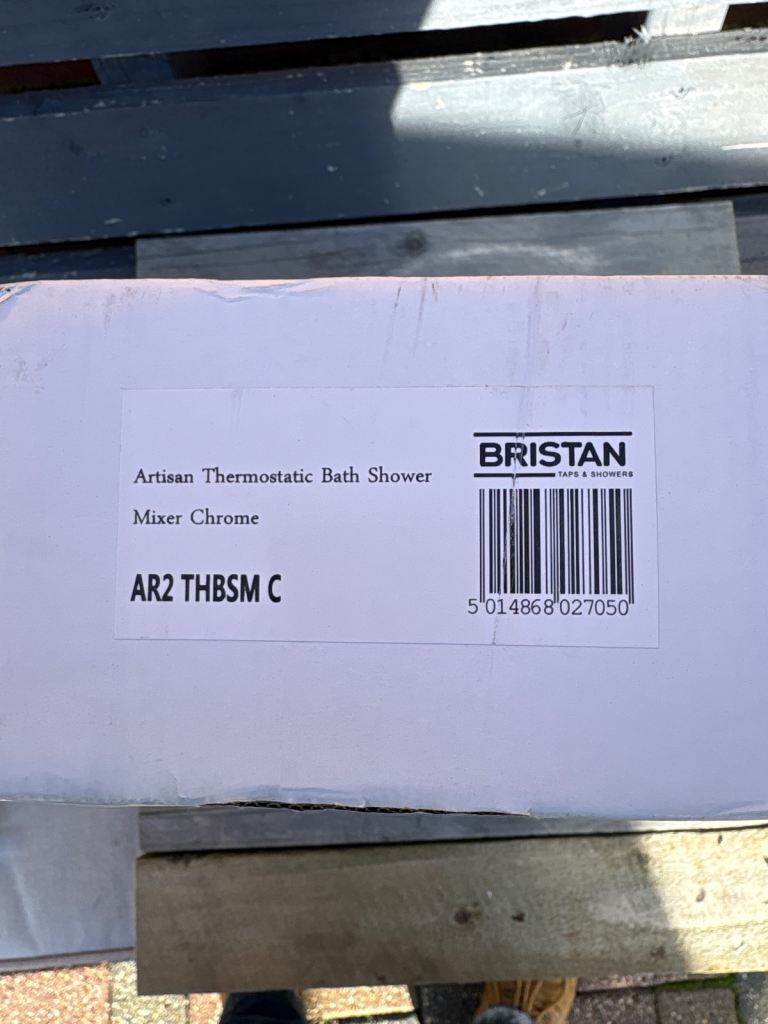 BRISTAN
TAPS & SHOWERS
Artisan Thermostatic Bath Shower
Mixer Chrome
AR2 THBSM C
5 014868 027050